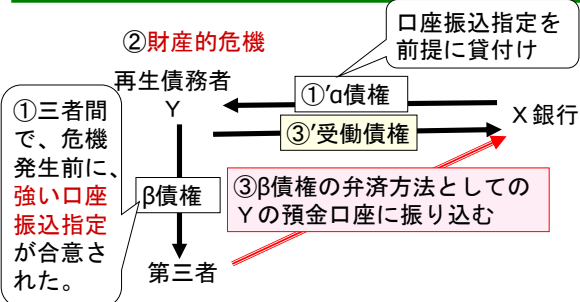 口座振込指定を
前提に貸付け
②財産的危機
再生債務者
Y
①’α債権
X銀行
③’受働債権
①三者間
で、危機
発生前に、
強い口座
振込指定
が合意さ
れた。
β債権
③β債権の弁済方法としての
Yの預金口座に振り込む
第三者